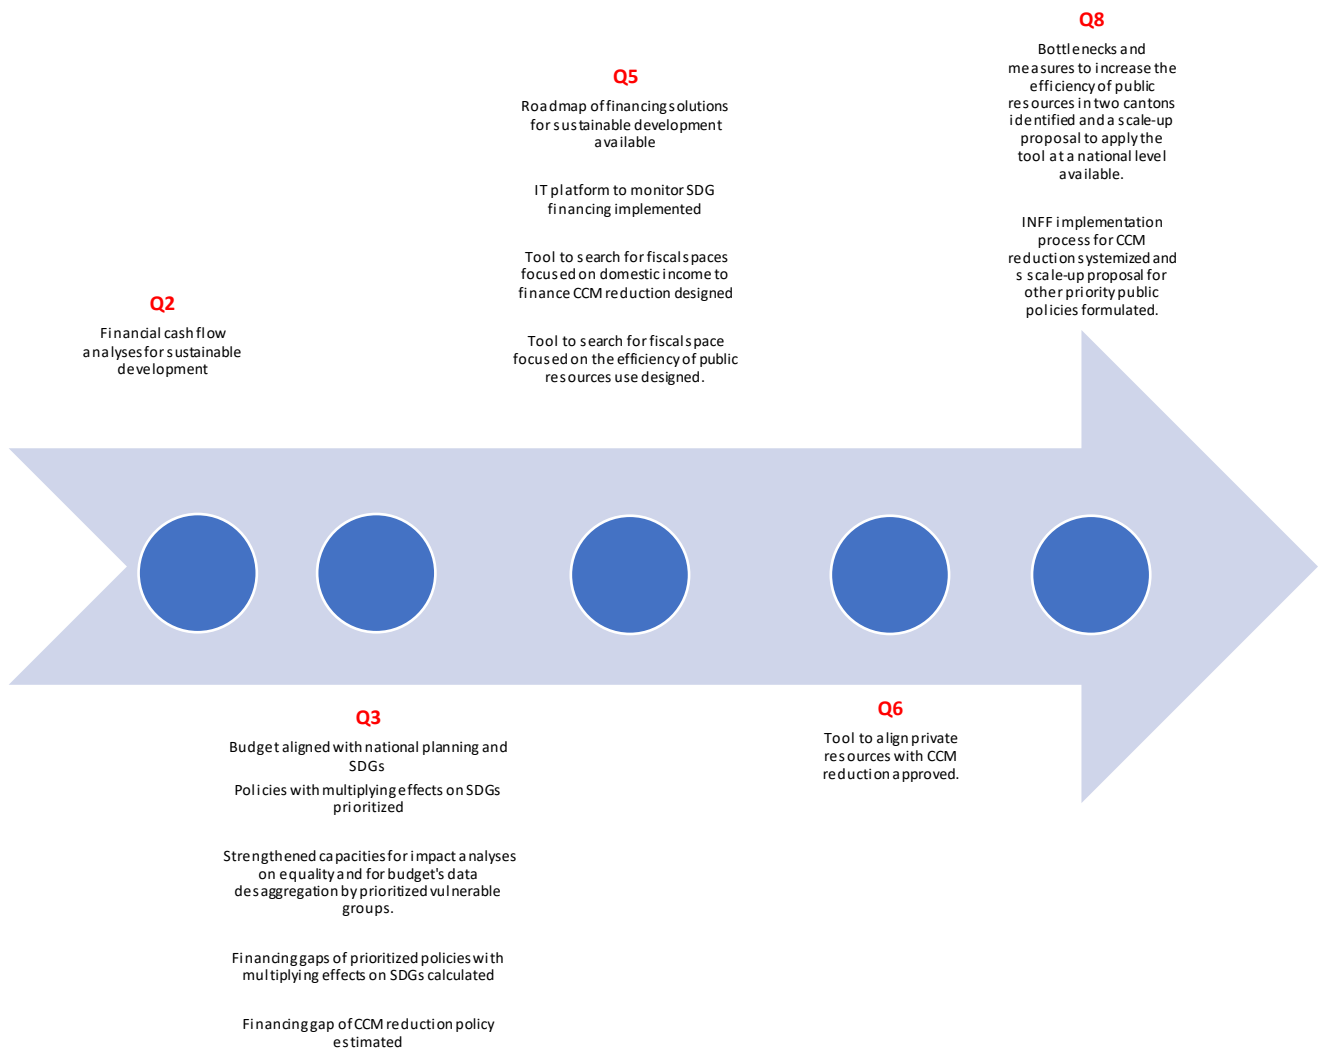 Q2
Financial cash flow
analyses for sustainable
development
Q3
Budget aligned with national planning and
SDGs
Policies with multiplying effects on SDGs
prioritized
Strengthened capacities for impact analyses
on equality and for budget's data
desaggregation by prioritized vulnerable
groups.
Financing gaps of prioritized policies with
multiplying effects on SDGs calculated
Financing gap of CCM reduction policy
estimated
Q5
Roadmap of financing solutions
for sustainable development
available
IT platform to monitor SDG
financing implemented
Tool to search for fiscal spaces
focused on domestic income to
finance CCM reduction designed
Tool to search for fiscal space
focused on the efficiency of public
resources use designed.
Q6
Tool to align private
resources with CCM
reduction approved.
Q8
Bottlenecks and
measures to increase the
efficiency of public
resources in two cantons
identified and a scale-up
proposal to apply the
tool at a national level
available.
INFF implementation
process for CCM
reduction systemized and
s scale-up proposal for
other priority public
policies formulated.